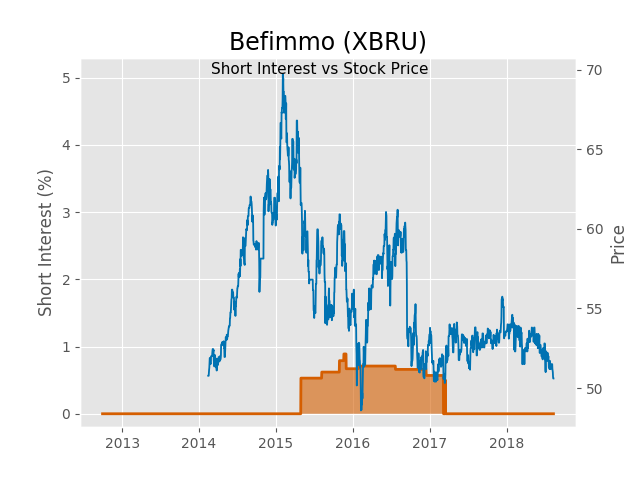 Befimmo (XBRU)
Short Interest vs Stock Price
Short Interest (%)
5
4
3
2
1
0
70
65
60
55
50
Price
2013 2014 2015 2016 2017 2018